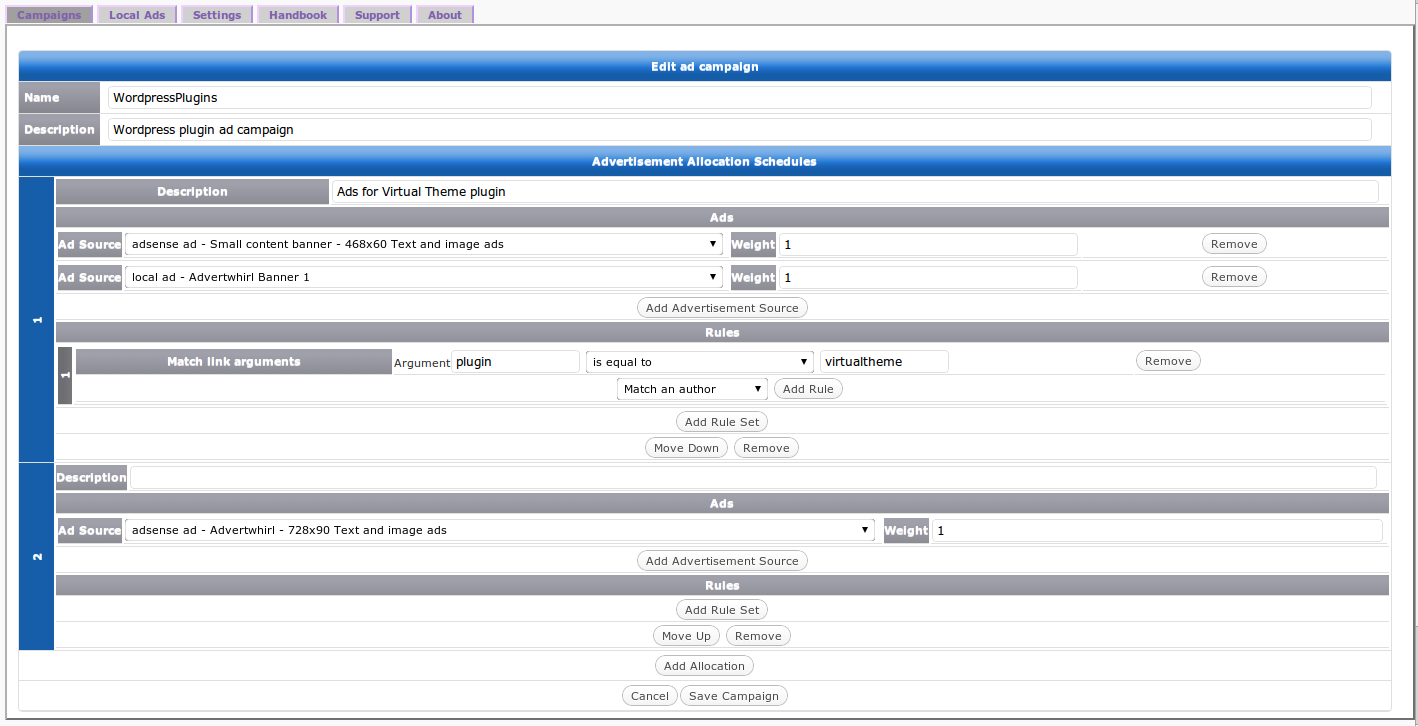 Campaigns Local Ads Settings Handbook Support About
Edit ad campaign
Name WordpressPlugins
Description Wordpress plugin ad campaign
Advertisement Allocation Schedules
1
Description Ads for Virtual Theme plugin
Ads
Ad Source adsense ad - Small content banner - 468x60 Text and image ads Weight 1 Remove
Ad Source local ad - Advertwhirl Banner 1 Weight 1 Remove
Add Advertisement Source
Rules
1 Match link arguments Argument plugin is equal to virtualtheme Remove
Match an author Add Rule
Add Rule Set
Move Down Remove
2
Description
Ads
Ad Source adsense ad - Advertwhirl - 728x90 Text and image ads Weight 1
Add Advertisement Source
Rules
Add Rule Set
Move Up Remove
Add Allocation
Cancel Save Campaign